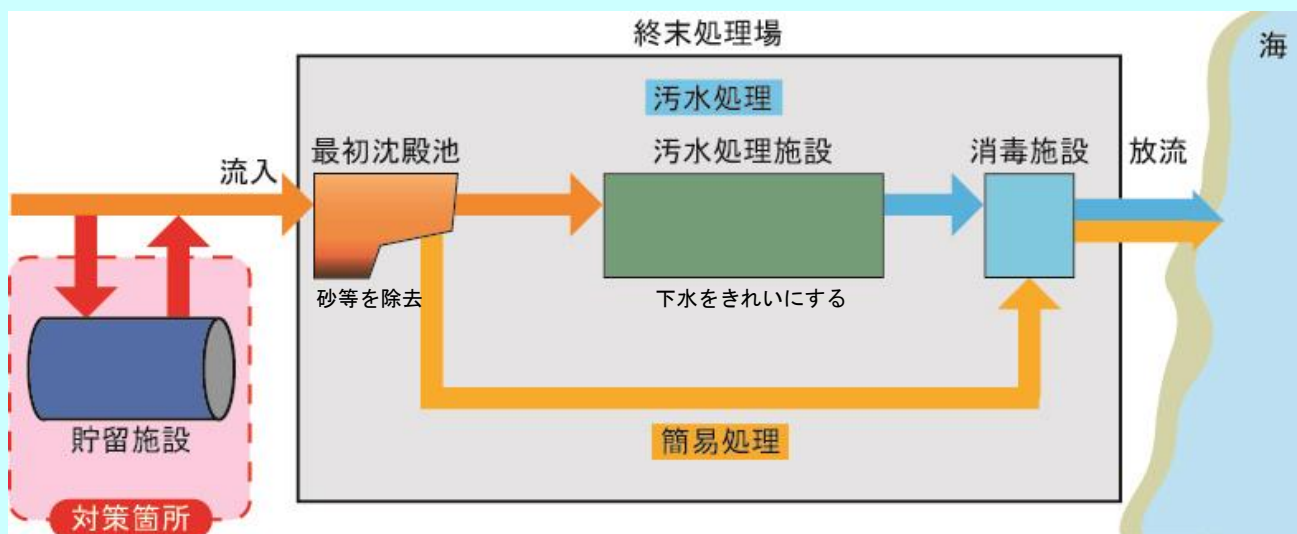 終末処理場
海
汚水処理
流入
最初沈殿池
汚水処理施設
消毒施設
放流
砂等を除去
下水をきれいにする
貯留施設
簡易処理
対策箇所